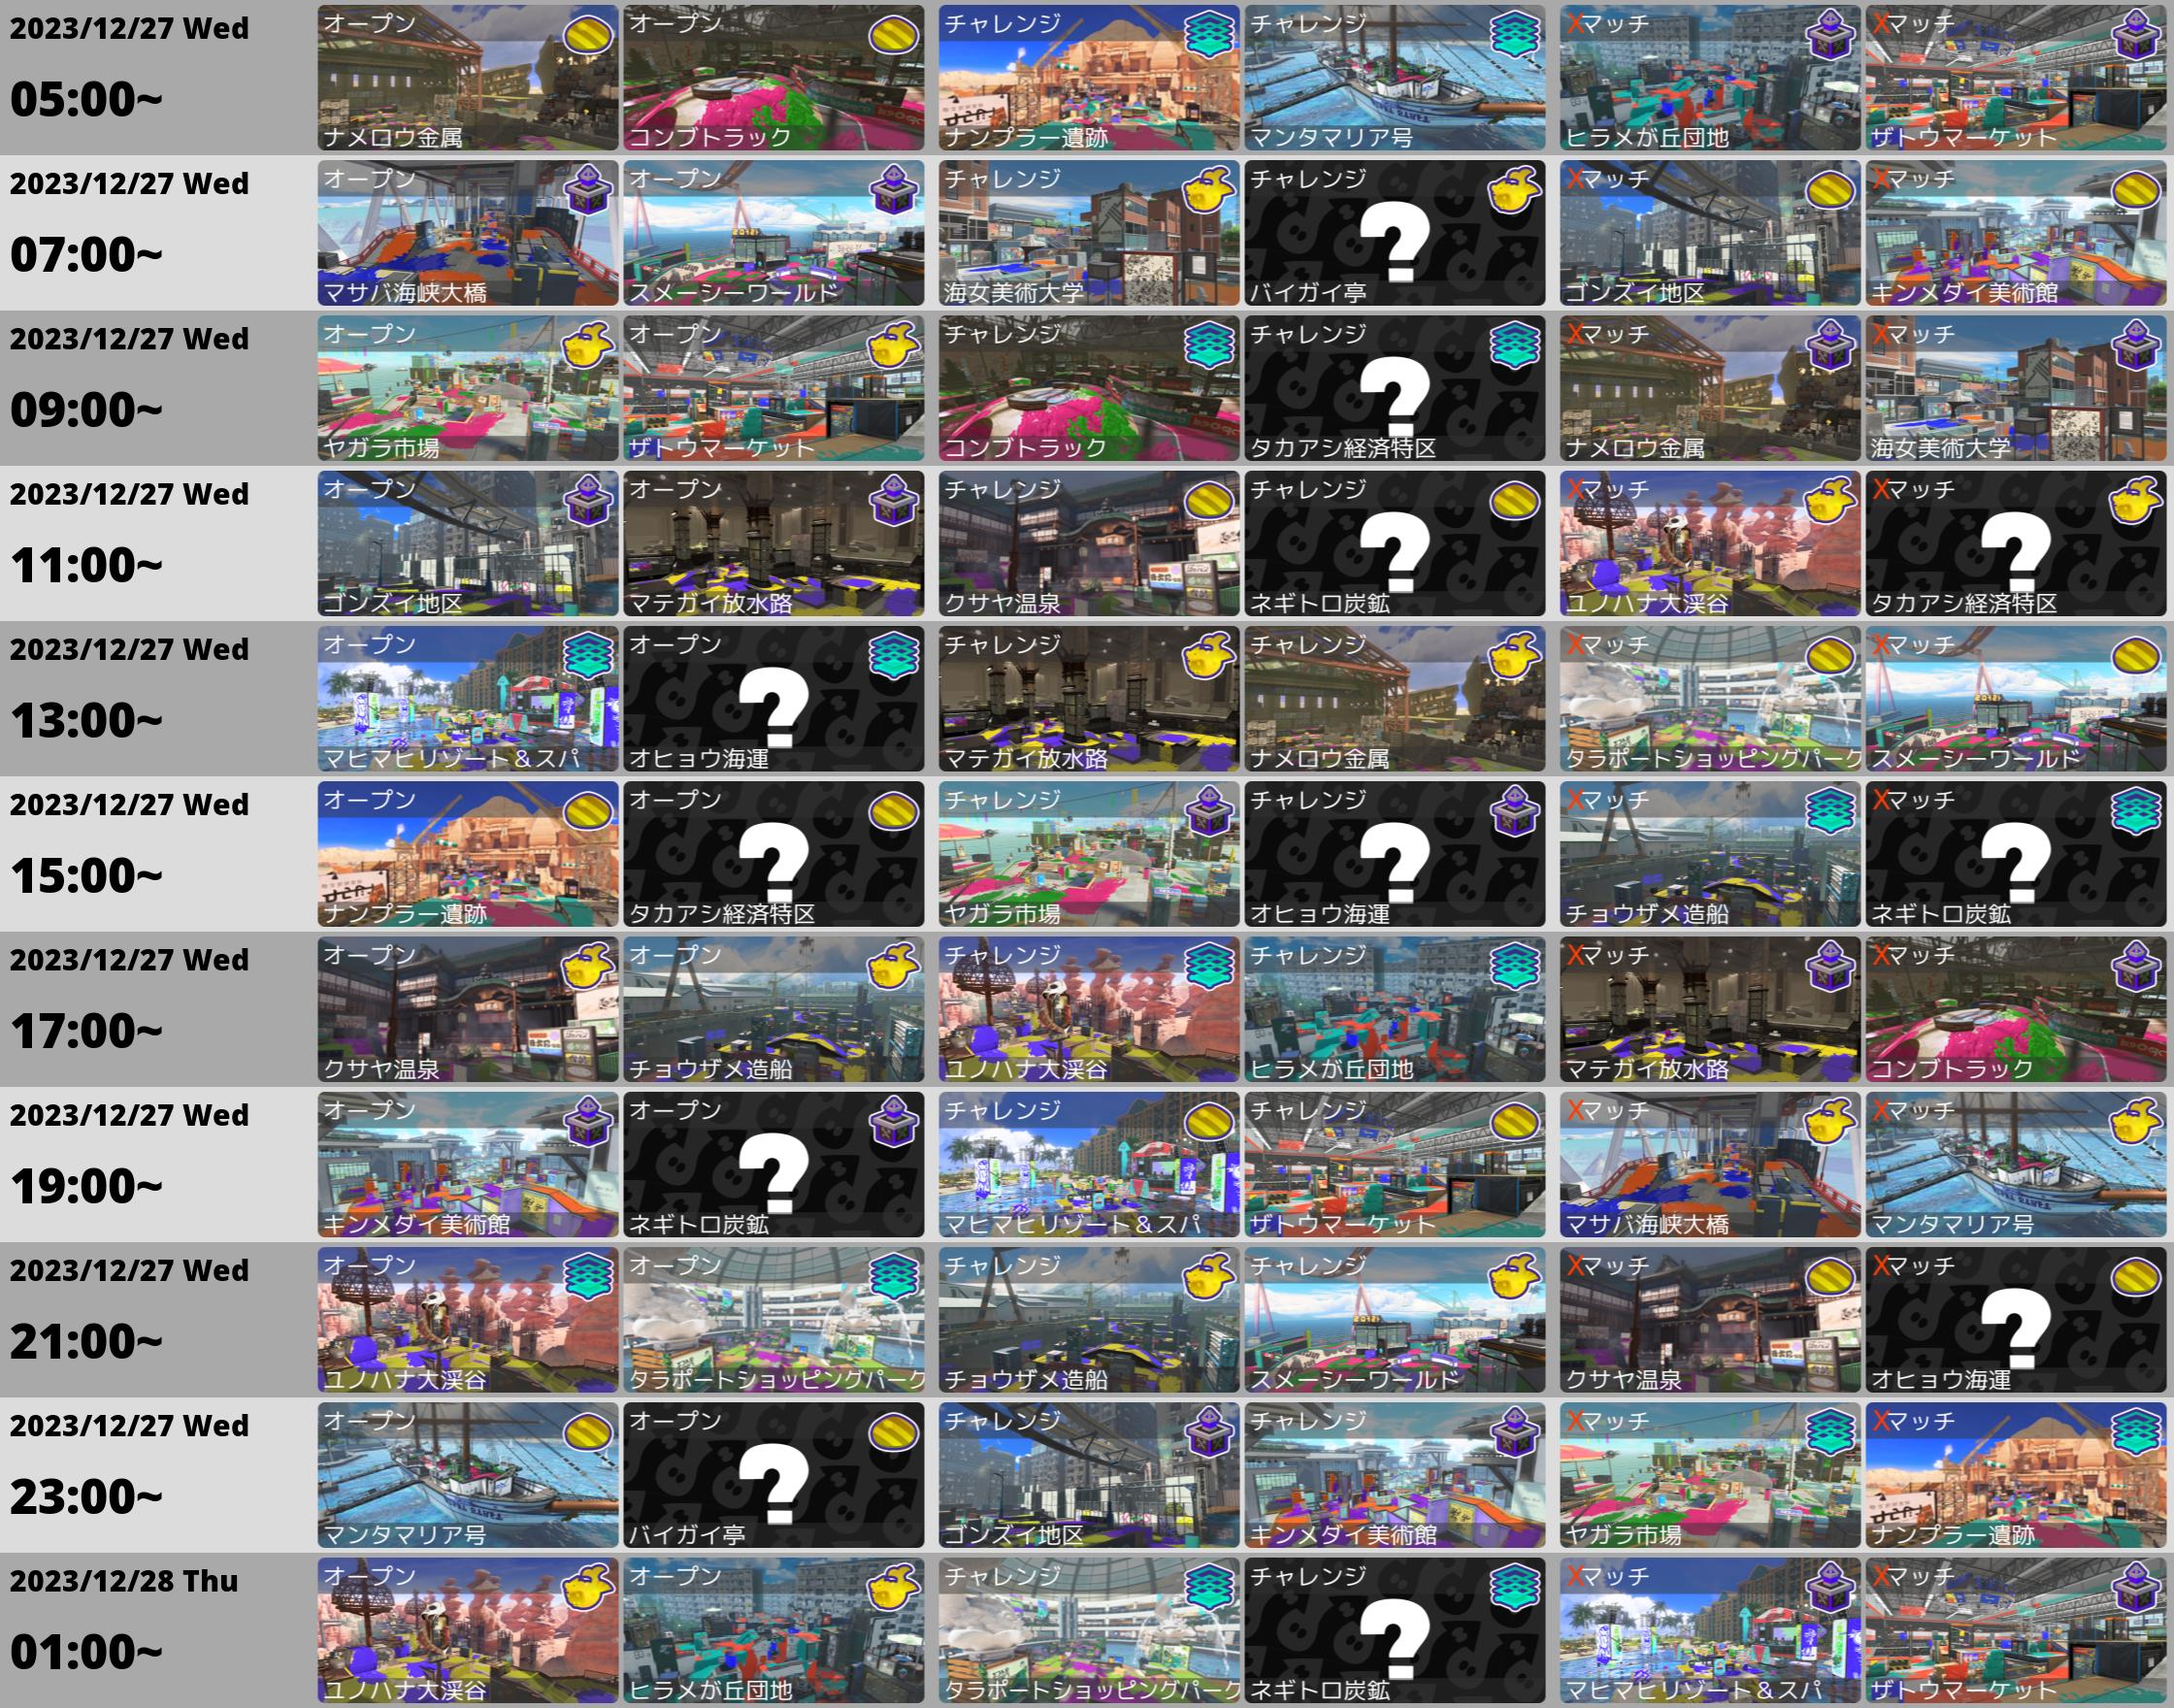 2023/12/27 Wed
05:00~
オープン
ナメロウ金属
オープン
コンブトラック
チャレンジ
ナンプラー遺跡
チャレンジ
マンタマリア号
Xマッチ
ヒラメが丘団地
Xマッチ
ザトウマーケット
2023/12/27 Wed
07:00~
オープン
マサバ海峡大橋
オープン
スメーシーワールド
チャレンジ
海女美術大学
チャレンジ
?
バイガイ亭
Xマッチ
ゴンズイ地区
Xマッチ
キンメダイ美術館
2023/12/27 Wed
09:00~
オープン
ヤガラ市場
オープン
ザトウマーケット
チャレンジ
コンブトラック
チャレンジ
?
タカアシ経済特区
Xマッチ
ナメロウ金属
Xマッチ
海女美術大学
2023/12/27 Wed
11:00~
オープン
ゴンズイ地区
オープン
マテガイ放水路
チャレンジ
クサヤ温泉
チャレンジ
?
ネギトロ炭鉱
Xマッチ
ユノハナ大渓谷
Xマッチ
?
タカアシ経済特区
2023/12/27 Wed
13:00~
オープン
マヒマヒリゾート＆スパ
オープン
?
オヒョウ海運
チャレンジ
マテガイ放水路
チャレンジ
ナメロウ金属
Xマッチ
タラポートショッピングパーク
Xマッチ
スメーシーワールド
2023/12/27 Wed
15:00~
オープン
ナンプラー遺跡
オープン
?
タカアシ経済特区
チャレンジ
ヤガラ市場
チャレンジ
?
オヒョウ海運
Xマッチ
チョウザメ造船
Xマッチ
?
ネギトロ炭鉱
2023/12/27 Wed
17:00~
オープン
クサヤ温泉
オープン
チョウザメ造船
チャレンジ
ユノハナ大渓谷
チャレンジ
ヒラメが丘団地
Xマッチ
マテガイ放水路
Xマッチ
コンブトラック
2023/12/27 Wed
19:00~
オープン
キンメダイ美術館
オープン
?
ネギトロ炭鉱
チャレンジ
マヒマヒリゾート＆スパ
チャレンジ
ザトウマーケット
Xマッチ
マサバ海峡大橋
Xマッチ
マンタマリア号
2023/12/27 Wed
21:00~
オープン
ユノハナ大渓谷
オープン
タラポートショッピングパーク
チャレンジ
チョウザメ造船
チャレンジ
スメーシーワールド
Xマッチ
クサヤ温泉
Xマッチ
?
オヒョウ海運
2023/12/27 Wed
23:00~
オープン
マンタマリア号
オープン
?
バイガイ亭
チャレンジ
ゴンズイ地区
チャレンジ
キンメダイ美術館
Xマッチ
ヤガラ市場
Xマッチ
ナンプラー遺跡
2023/12/28 Thu
01:00~
オープン
ユノハナ大渓谷
オープン
ヒラメが丘団地
チャレンジ
タラポートショッピングパーク
チャレンジ
?
ネギトロ炭鉱
Xマッチ
マヒマヒリゾート＆スパ
Xマッチ
ザトウマーケット